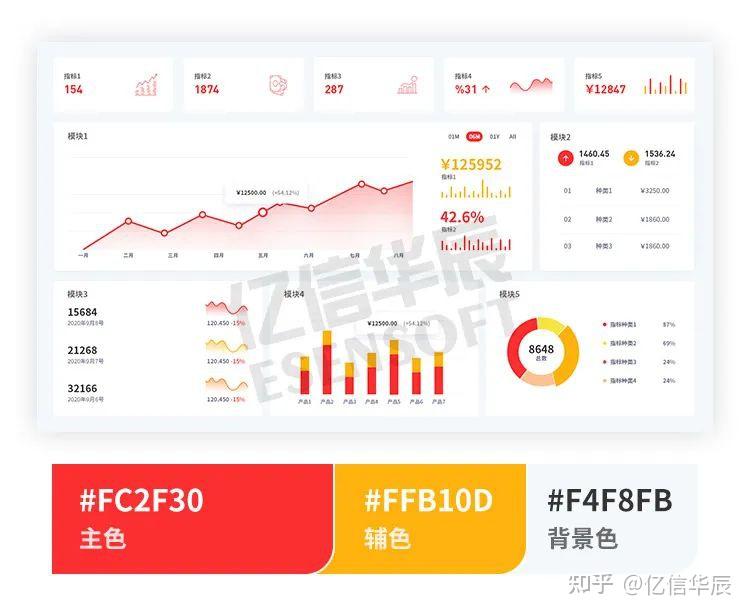 指标1
154
指标2
1874
指标3
287
指标4
%31
指标5
¥12847
模块1
01M 06M 01Y All
¥12500.00 (+54.12%)
一月 二月 三月 四月 五月 六月 七月 八月
¥125952
指标1
42.6%
指标2
模块2
1460.45
指标1
1536.24
指标2
01 种类1 ¥3250.00
02 种类2 ¥1860.00
03 种类3 ¥1860.00
模块3
15684
2020年9月8号
120.450 -15%
21268
2020年9月7号
120.450 -15%
32166
2020年9月6号
120.450 -15%
模块4
¥12500.00 (+54.12%)
产品1 产品2 产品3 产品4 产品5 产品6 产品7
模块5
8648
总数
指标种类1 87%
指标种类2 69%
指标种类3 24%
指标种类4 24%
亿信华辰
ESENSOFT
#FC2F30
主色
#FFB10D
辅色
#F4F8FB
背景色
知乎 @亿信华辰